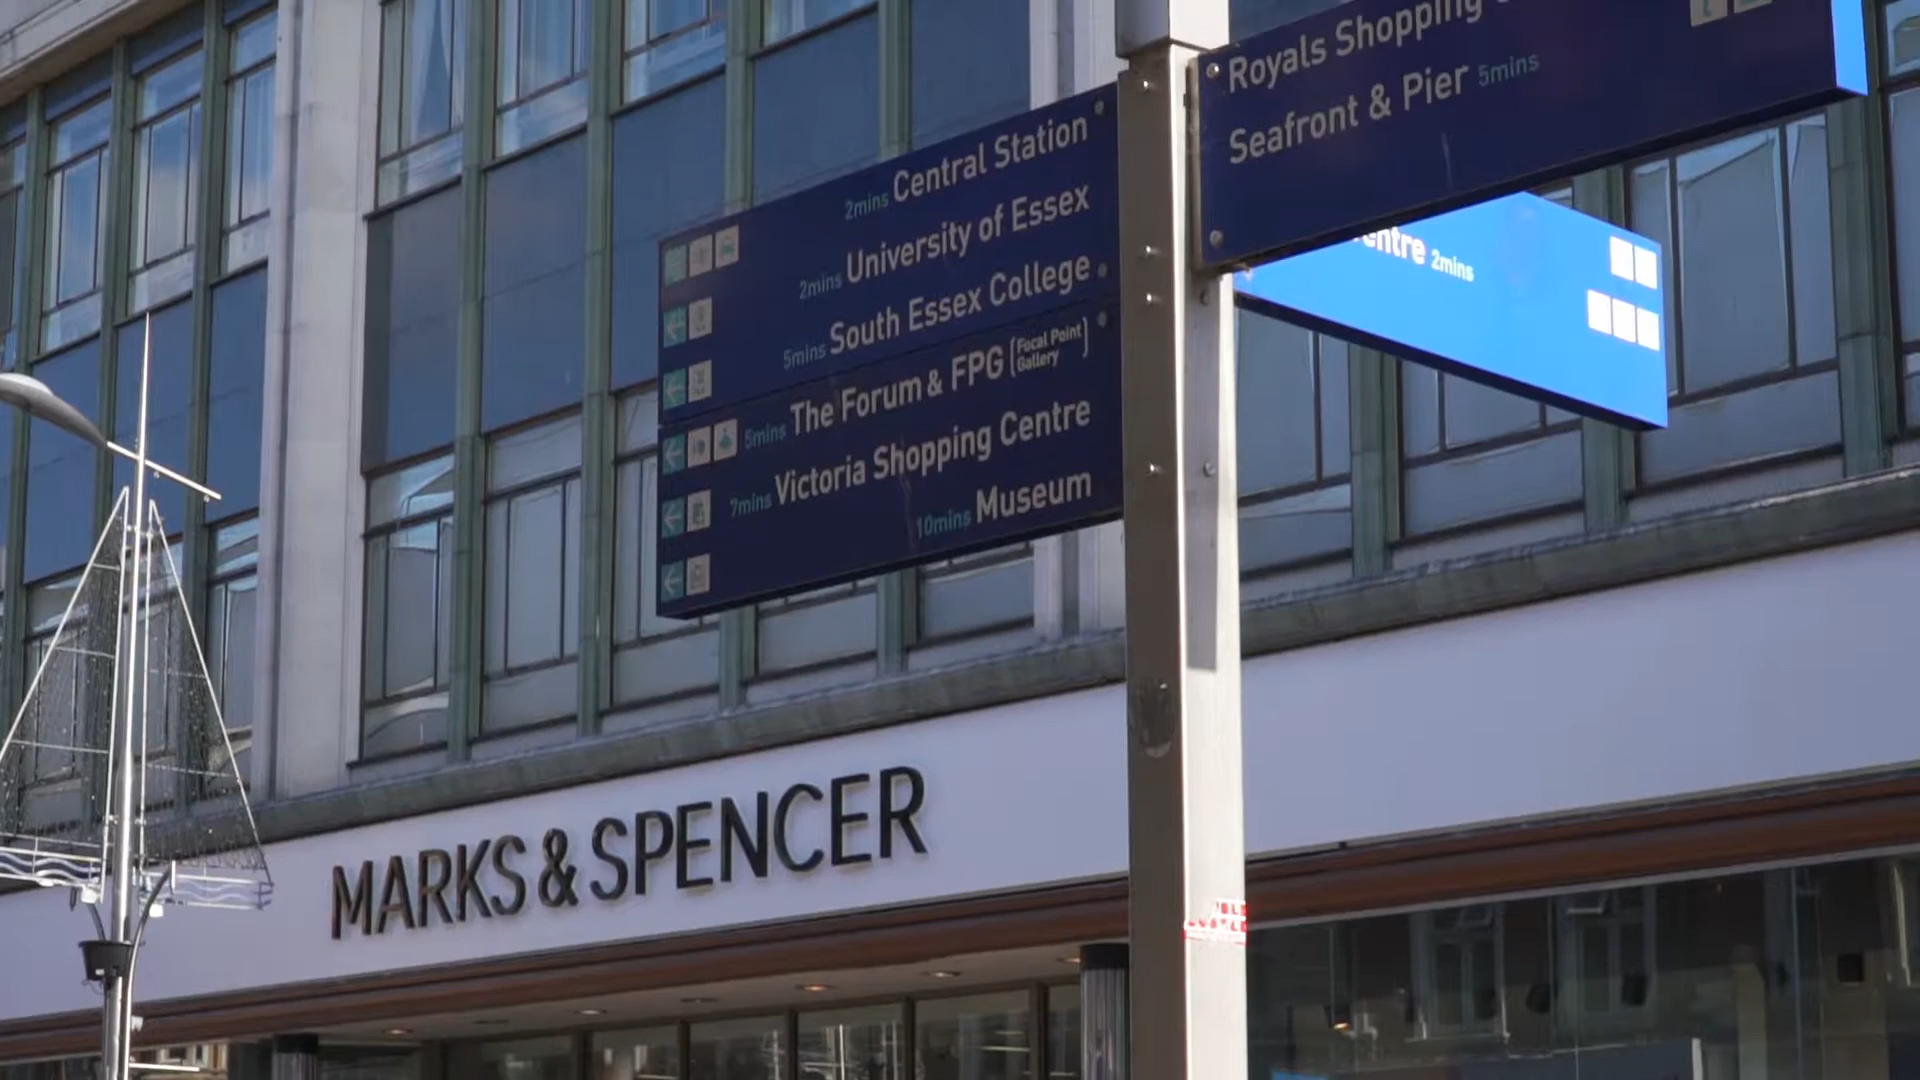 2mins Central Station
2mins University of Essex
5mins South Essex College
5mins The Forum & FPG [Focal Point Gallery]
7mins Victoria Shopping Centre
10mins Museum
Royals Shopping
Seafront & Pier 5mins
entre 2mins
MARKS & SPENCER